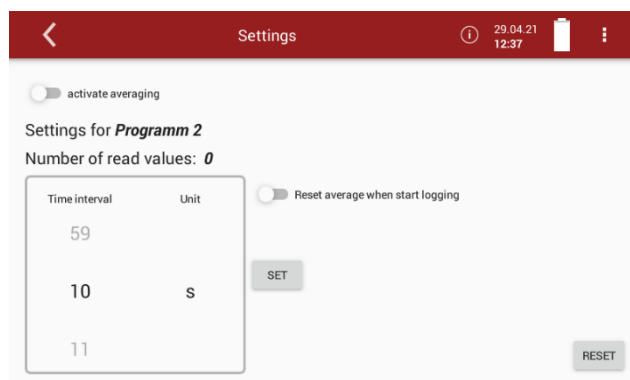 Settings
29.04.21
12:37
activate averaging
Settings for Programm 2
Number of read values: 0
Time interval Unit
Reset average when start logging
59
10 s
SET
11
RESET